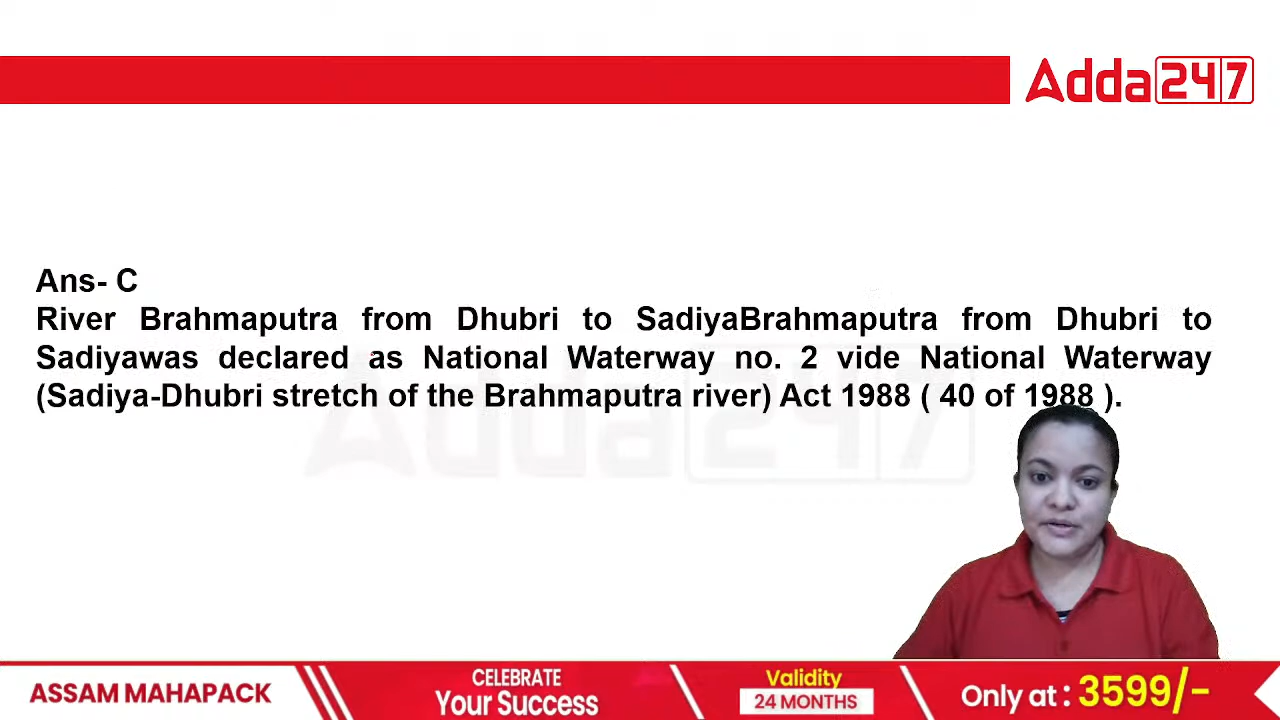 Adda247
Ans- C
River Brahmaputra from Dhubri to SadiyaBrahmaputra from Dhubri to
Sadiyawas declared as National Waterway no. 2 vide National Waterway
(Sadiya-Dhubri stretch of the Brahmaputra river) Act 1988 ( 40 of 1988 ).
Adda247
ASSAM MAHAPACK
CELEBRATE
Your Success
Validity
24 MONTHS
Only at : 3599/-